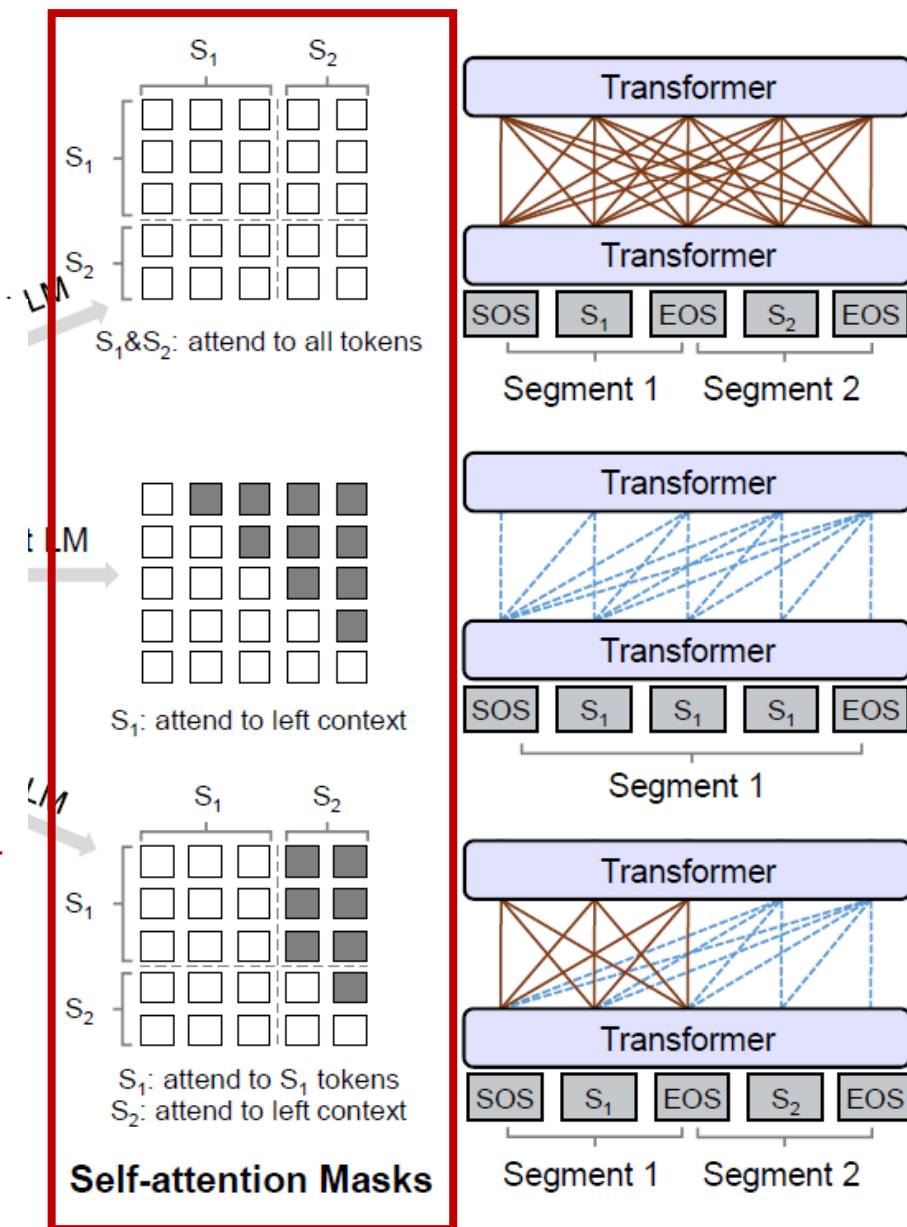 S₁ S₂
S₁
S₂
LM
S₁&S₂: attend to all tokens
Transformer
Transformer
SOS S₁ EOS S₂ EOS
Segment 1 Segment 2
t LM
S₁: attend to left context
Transformer
Transformer
SOS S₁ S₁ S₁ EOS
Segment 1
LM
S₁ S₂
S₁
S₂
S₁: attend to S₁ tokens
S₂: attend to left context
Self-attention Masks
Transformer
Transformer
SOS S₁ EOS S₂ EOS
Segment 1 Segment 2